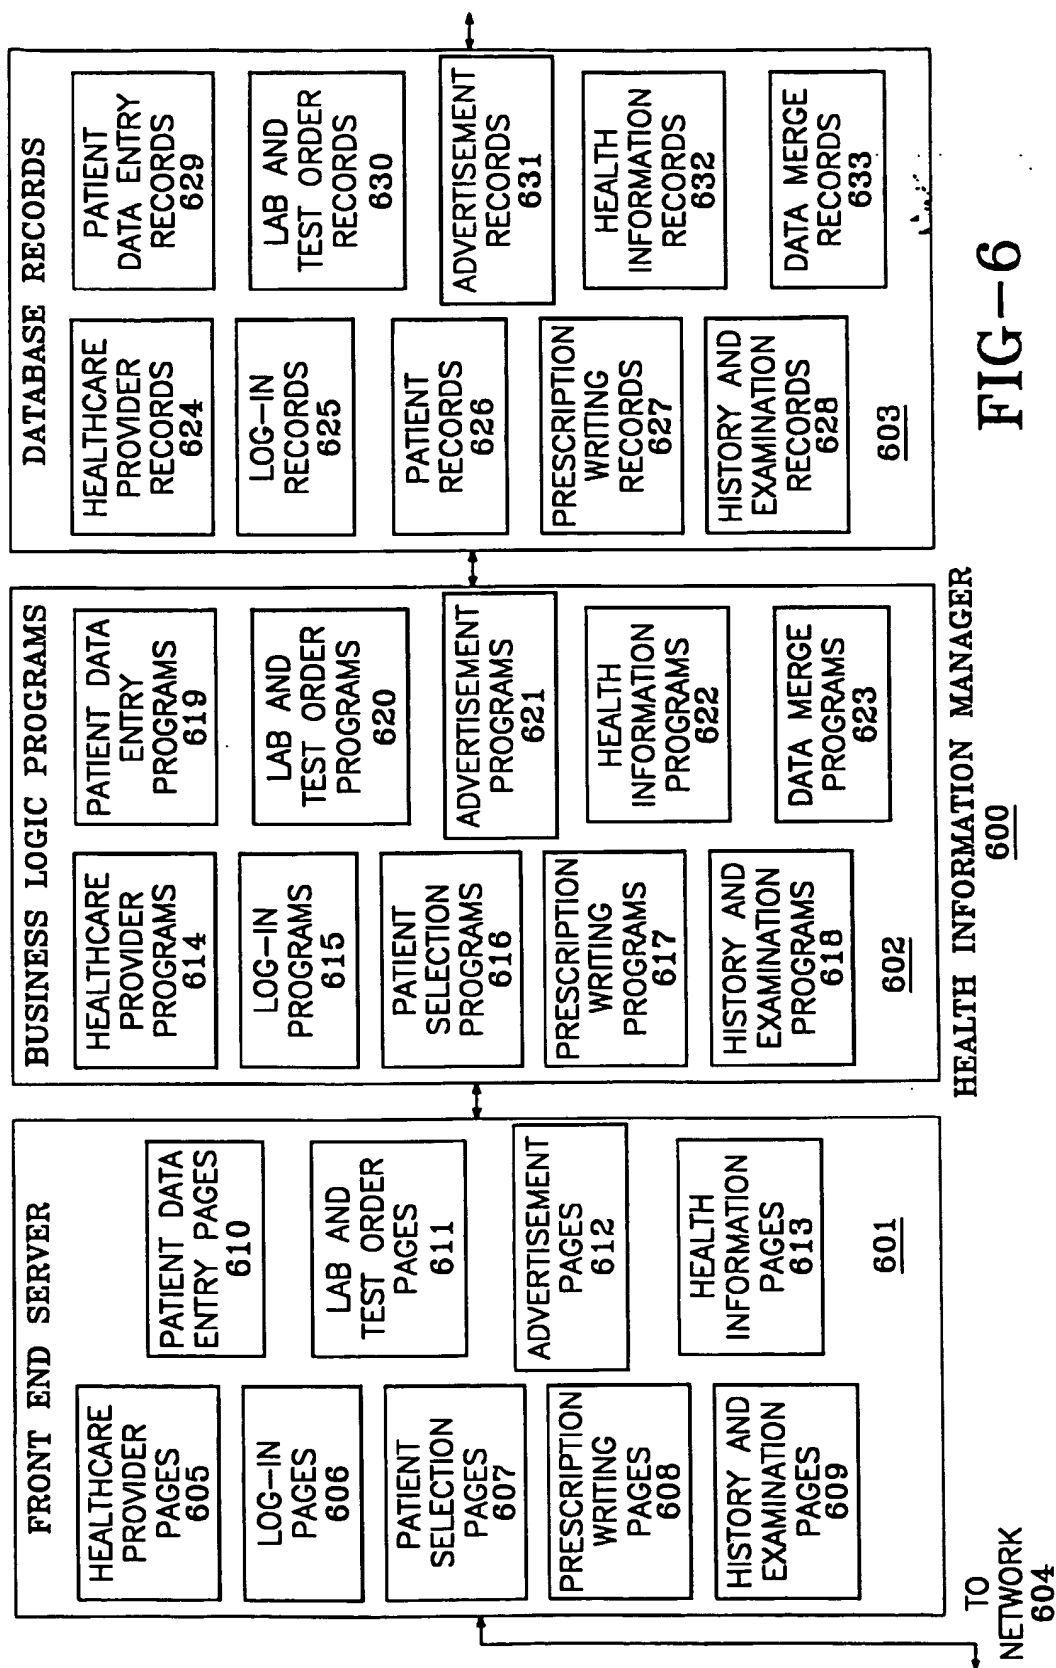 FRONT END SERVER
HEALTHCARE
PROVIDER
PAGES
605
LOG-IN
PAGES
606
PATIENT
SELECTION
PAGES
607
PRESCRIPTION
WRITING
PAGES
608
HISTORY AND
EXAMINATION
PAGES
609
PATIENT DATA
ENTRY PAGES
610
LAB AND
TEST ORDER
PAGES
611
ADVERTISEMENT
PAGES
612
HEALTH
INFORMATION
PAGES
613
601
TO
NETWORK
604
BUSINESS LOGIC PROGRAMS
HEALTHCARE
PROVIDER
PROGRAMS
614
LOG-IN
PROGRAMS
615
PATIENT
SELECTION
PROGRAMS
616
PRESCRIPTION
WRITING
PROGRAMS
617
HISTORY AND
EXAMINATION
PROGRAMS
618
PATIENT DATA
ENTRY
PROGRAMS
619
LAB AND
TEST ORDER
PROGRAMS
620
ADVERTISEMENT
PROGRAMS
621
HEALTH
INFORMATION
PROGRAMS
622
DATA MERGE
PROGRAMS
623
602
DATABASE RECORDS
HEALTHCARE
PROVIDER
RECORDS
624
LOG-IN
RECORDS
625
PATIENT
RECORDS
626
PRESCRIPTION
WRITING
RECORDS
627
HISTORY AND
EXAMINATION
RECORDS
628
PATIENT
DATA ENTRY
RECORDS
629
LAB AND
TEST ORDER
RECORDS
630
ADVERTISEMENT
RECORDS
631
HEALTH
INFORMATION
RECORDS
632
DATA MERGE
RECORDS
633
603
HEALTH INFORMATION MANAGER
600
FIG-6